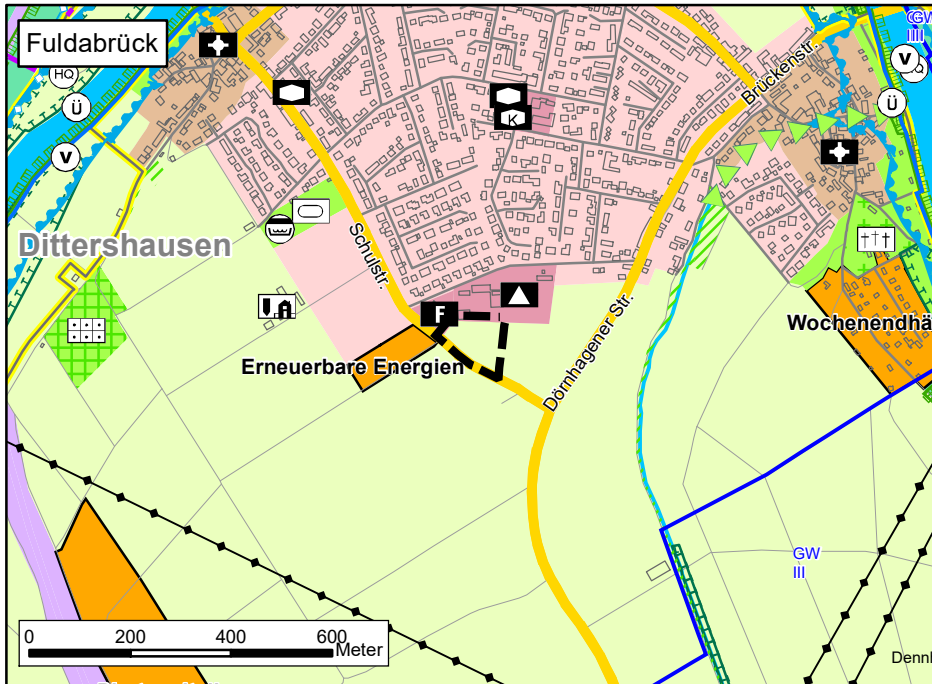 Fuldabrück
GW
III
HQ
Ü
V
V
Ü
K
Brückenstr.
Dittershausen
Schulstr.
F
Dörnhagener Str.
Wochenendhä
Erneuerbare Energien
GW
III
0 200 400 600
Meter
Dennh